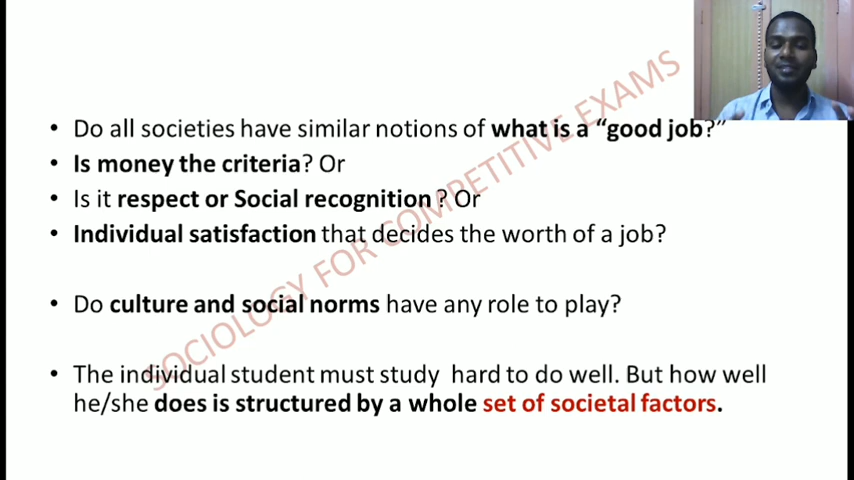 • Do all societies have similar notions of what is a “good job?”
• Is money the criteria? Or
• Is it respect or Social recognition ? Or
• Individual satisfaction that decides the worth of a job?
• Do culture and social norms have any role to play?
• The individual student must study hard to do well. But how well
he/she does is structured by a whole set of societal factors.
SOCIOLOGY FOR COMPETITIVE EXAMS